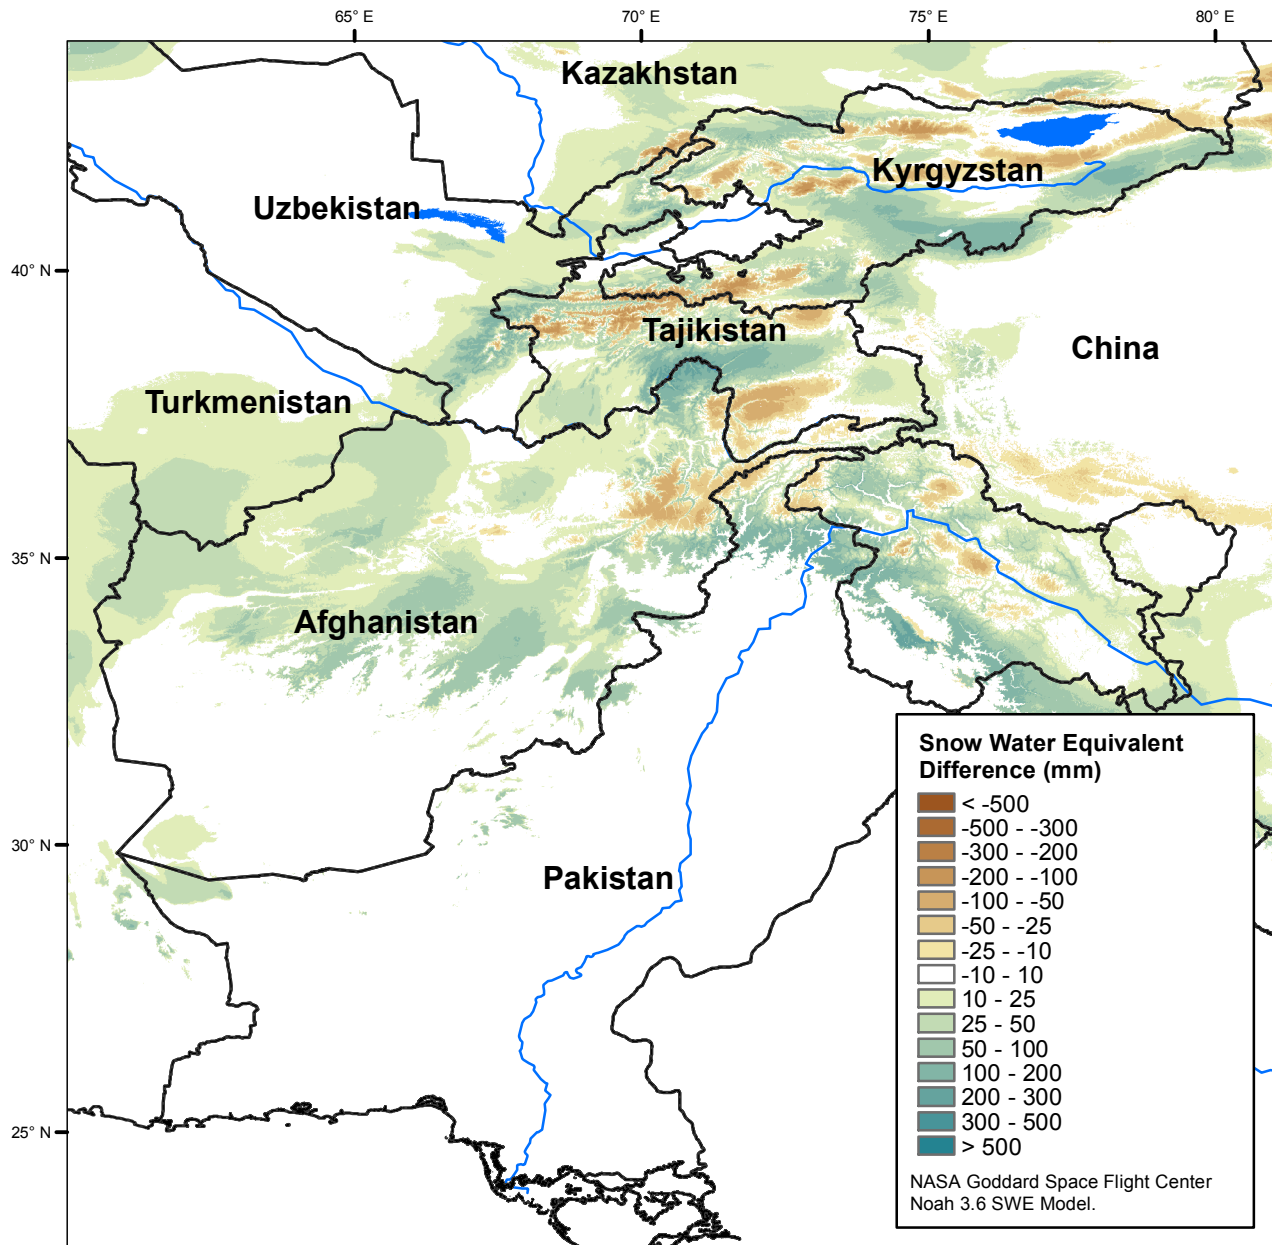 65° E
70° E
75° E
80° E
Kazakhstan
Kyrgyzstan
Uzbekistan
40° N
Tajikistan
China
Turkmenistan
35° N
Afghanistan
30° N
Pakistan
25° N
Snow Water Equivalent
Difference (mm)
< -500
-500 - -300
-300 - -200
-200 - -100
-100 - -50
-50 - -25
-25 - -10
-10 - 10
10 - 25
25 - 50
50 - 100
100 - 200
200 - 300
300 - 500
> 500
NASA Goddard Space Flight Center
Noah 3.6 SWE Model.